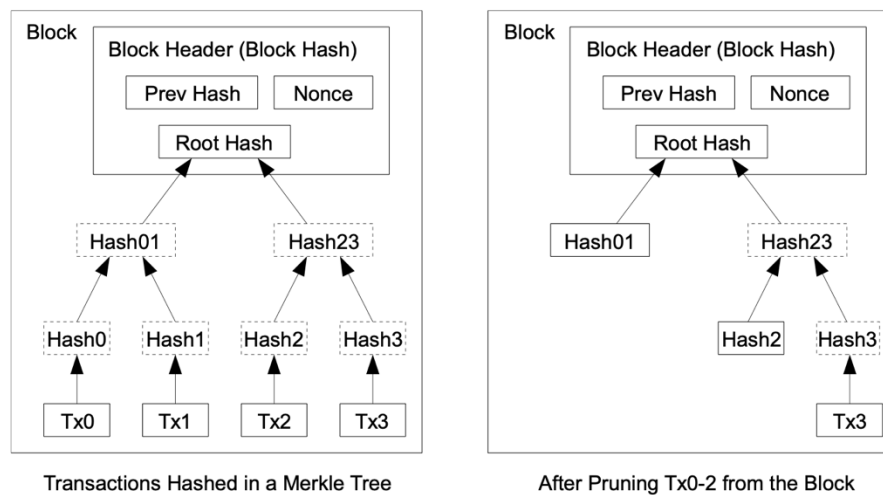 Block
Block Header (Block Hash)
Prev Hash
Nonce
Root Hash
Hash01
Hash23
Hash0
Hash1
Hash2
Hash3
Tx0
Tx1
Tx2
Tx3
Transactions Hashed in a Merkle Tree
Block
Block Header (Block Hash)
Prev Hash
Nonce
Root Hash
Hash01
Hash23
Hash2
Hash3
Tx3
After Pruning Tx0-2 from the Block